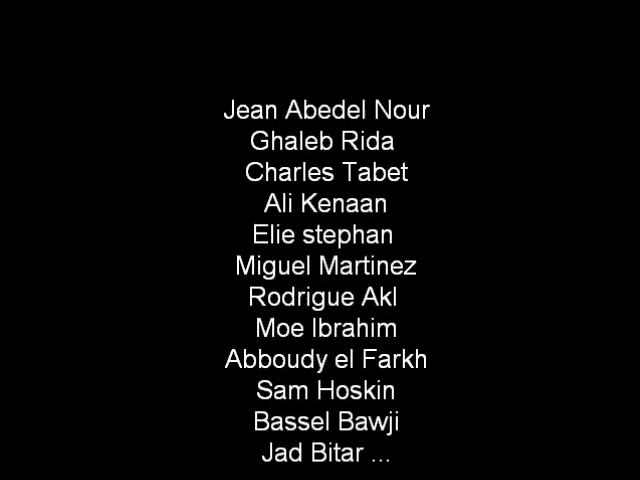 Jean Abedel Nour
Ghaleb Rida
Charles Tabet
Ali Kenaan
Elie stephan
Miguel Martinez
Rodrigue Akl
Moe Ibrahim
Abboudy el Farkh
Sam Hoskin
Bassel Bawji
Jad Bitar ...